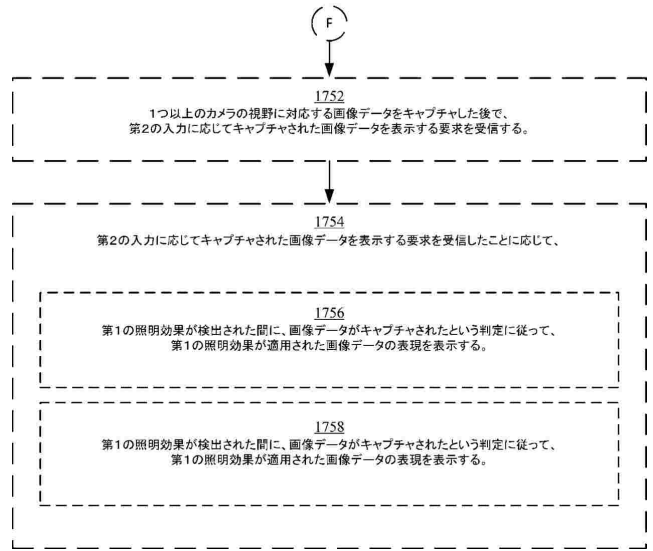 F
1752
1つ以上のカメラの視野に対応する画像データをキャプチャした後で、
第2の入力に応じてキャプチャされた画像データを表示する要求を受信する。
1754
第2の入力に応じてキャプチャされた画像データを表示する要求を受信したことに応じて、
1756
第1の照明効果が検出された間に、画像データがキャプチャされたという判定に従って、
第1の照明効果が適用された画像データの表現を表示する。
1758
第1の照明効果が検出された間に、画像データがキャプチャされたという判定に従って、
第1の照明効果が適用された画像データの表現を表示する。